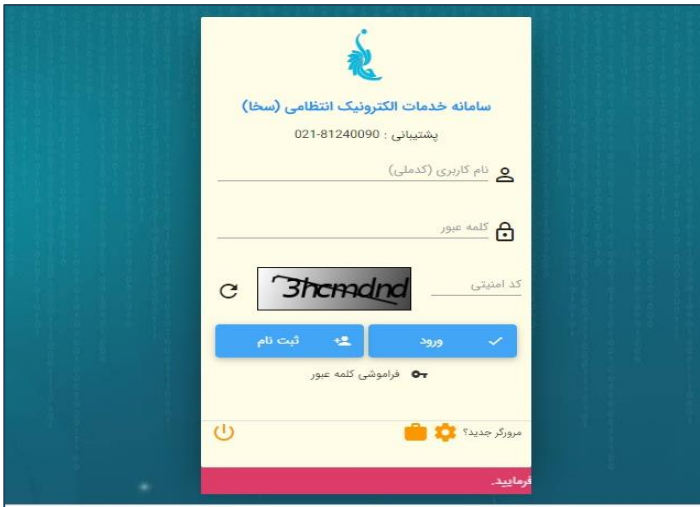 سامانه خدمات الکترونیک انتظامی (سخا)
پشتیبانی : 81240090-021
نام کاربری (کدملی)
کلمه عبور
کد امنیتی
3hcmdnd
ورود
ثبت نام
فراموشی کلمه عبور
مرورگر جدید؟
فرمایید.